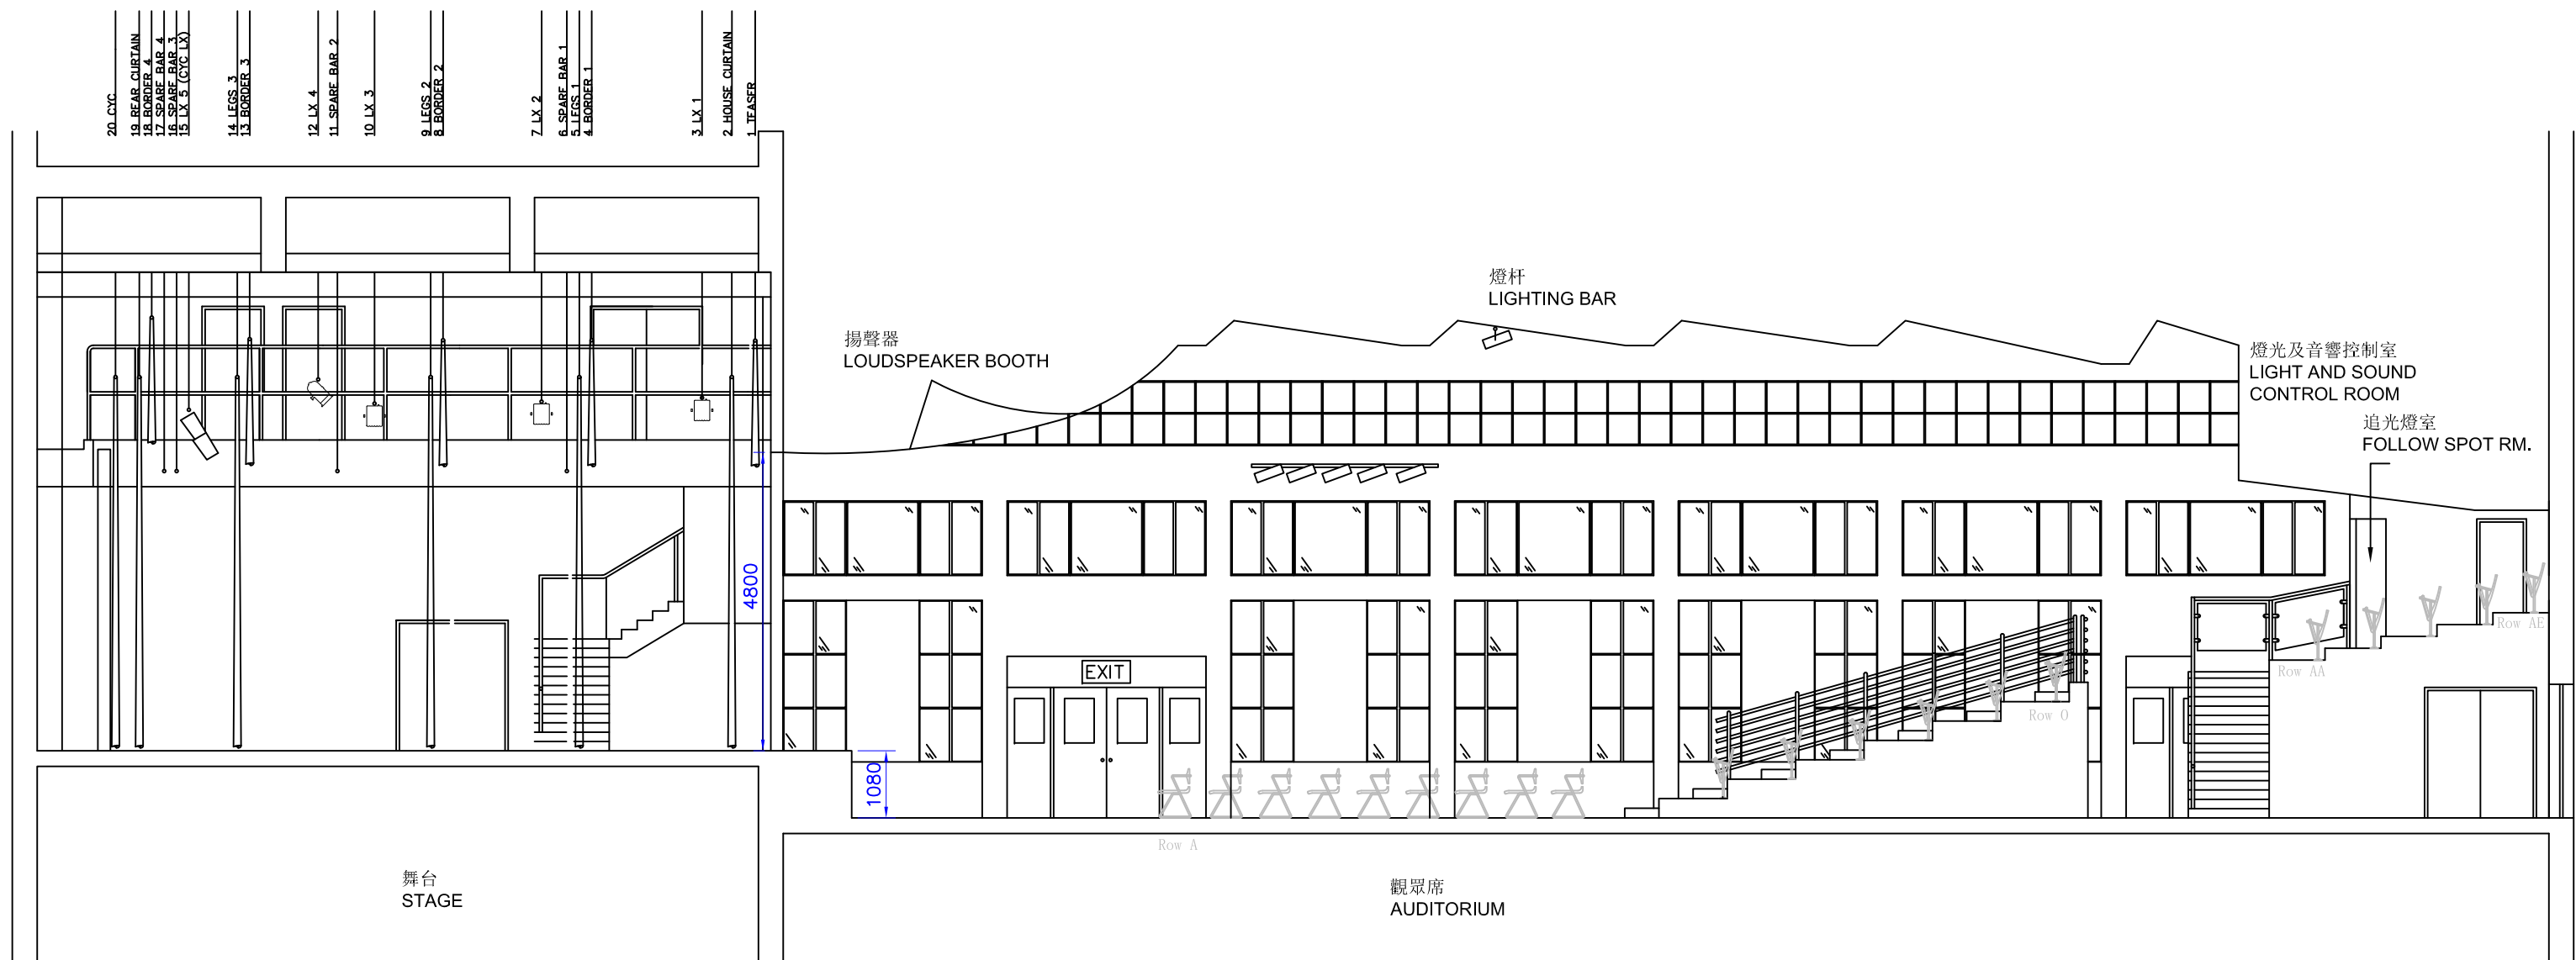 20 CYC
19 REAR CURTAIN
18 BORDER 4
17 SPARE BAR 4
16 SPARE BAR 3
15 LX 5 (CYC LX)
14 LEGS 3
13 BORDER 3
12 LX 4
11 SPARE BAR 2
10 LX 3
9 LEGS 2
8 BORDER 2
7 LX 2
6 SPARE BAR 1
5 LEGS 1
4 BORDER 1
3 LX 1
2 HOUSE CURTAIN
1 TEASER
燈杆
LIGHTING BAR
揚聲器
LOUDSPEAKER BOOTH
燈光及音響控制室
LIGHT AND SOUND
CONTROL ROOM
追光燈室
FOLLOW SPOT RM.
4800
1080
EXIT
Row A
Row O
Row AA
Row AE
舞台
STAGE
觀眾席
AUDITORIUM